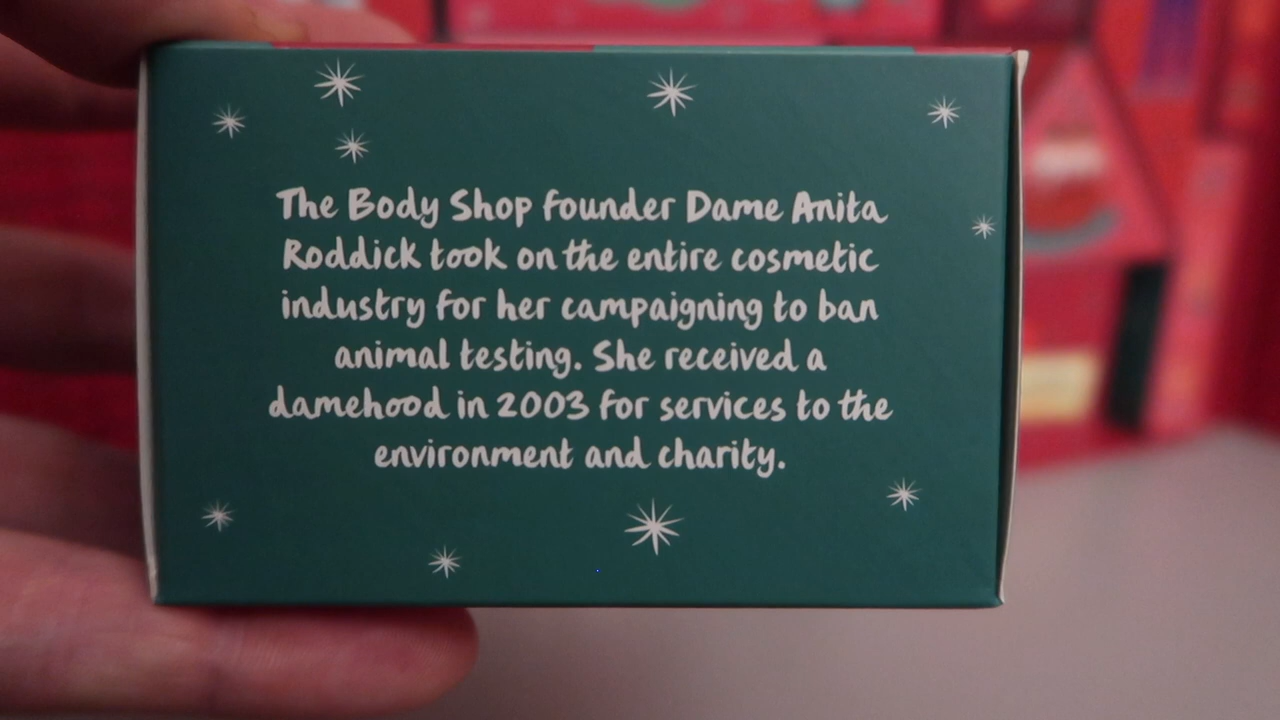 The Body Shop founder Dame Anita
Roddick took on the entire cosmetic
industry for her campaigning to ban
animal testing. She received a
damehood in 2003 for services to the
environment and charity.